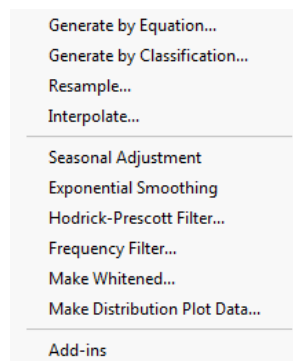 Generate by Equation...
Generate by Classification...
Resample...
Interpolate...
Seasonal Adjustment
Exponential Smoothing
Hodrick-Prescott Filter...
Frequency Filter...
Make Whitened...
Make Distribution Plot Data...
Add-ins